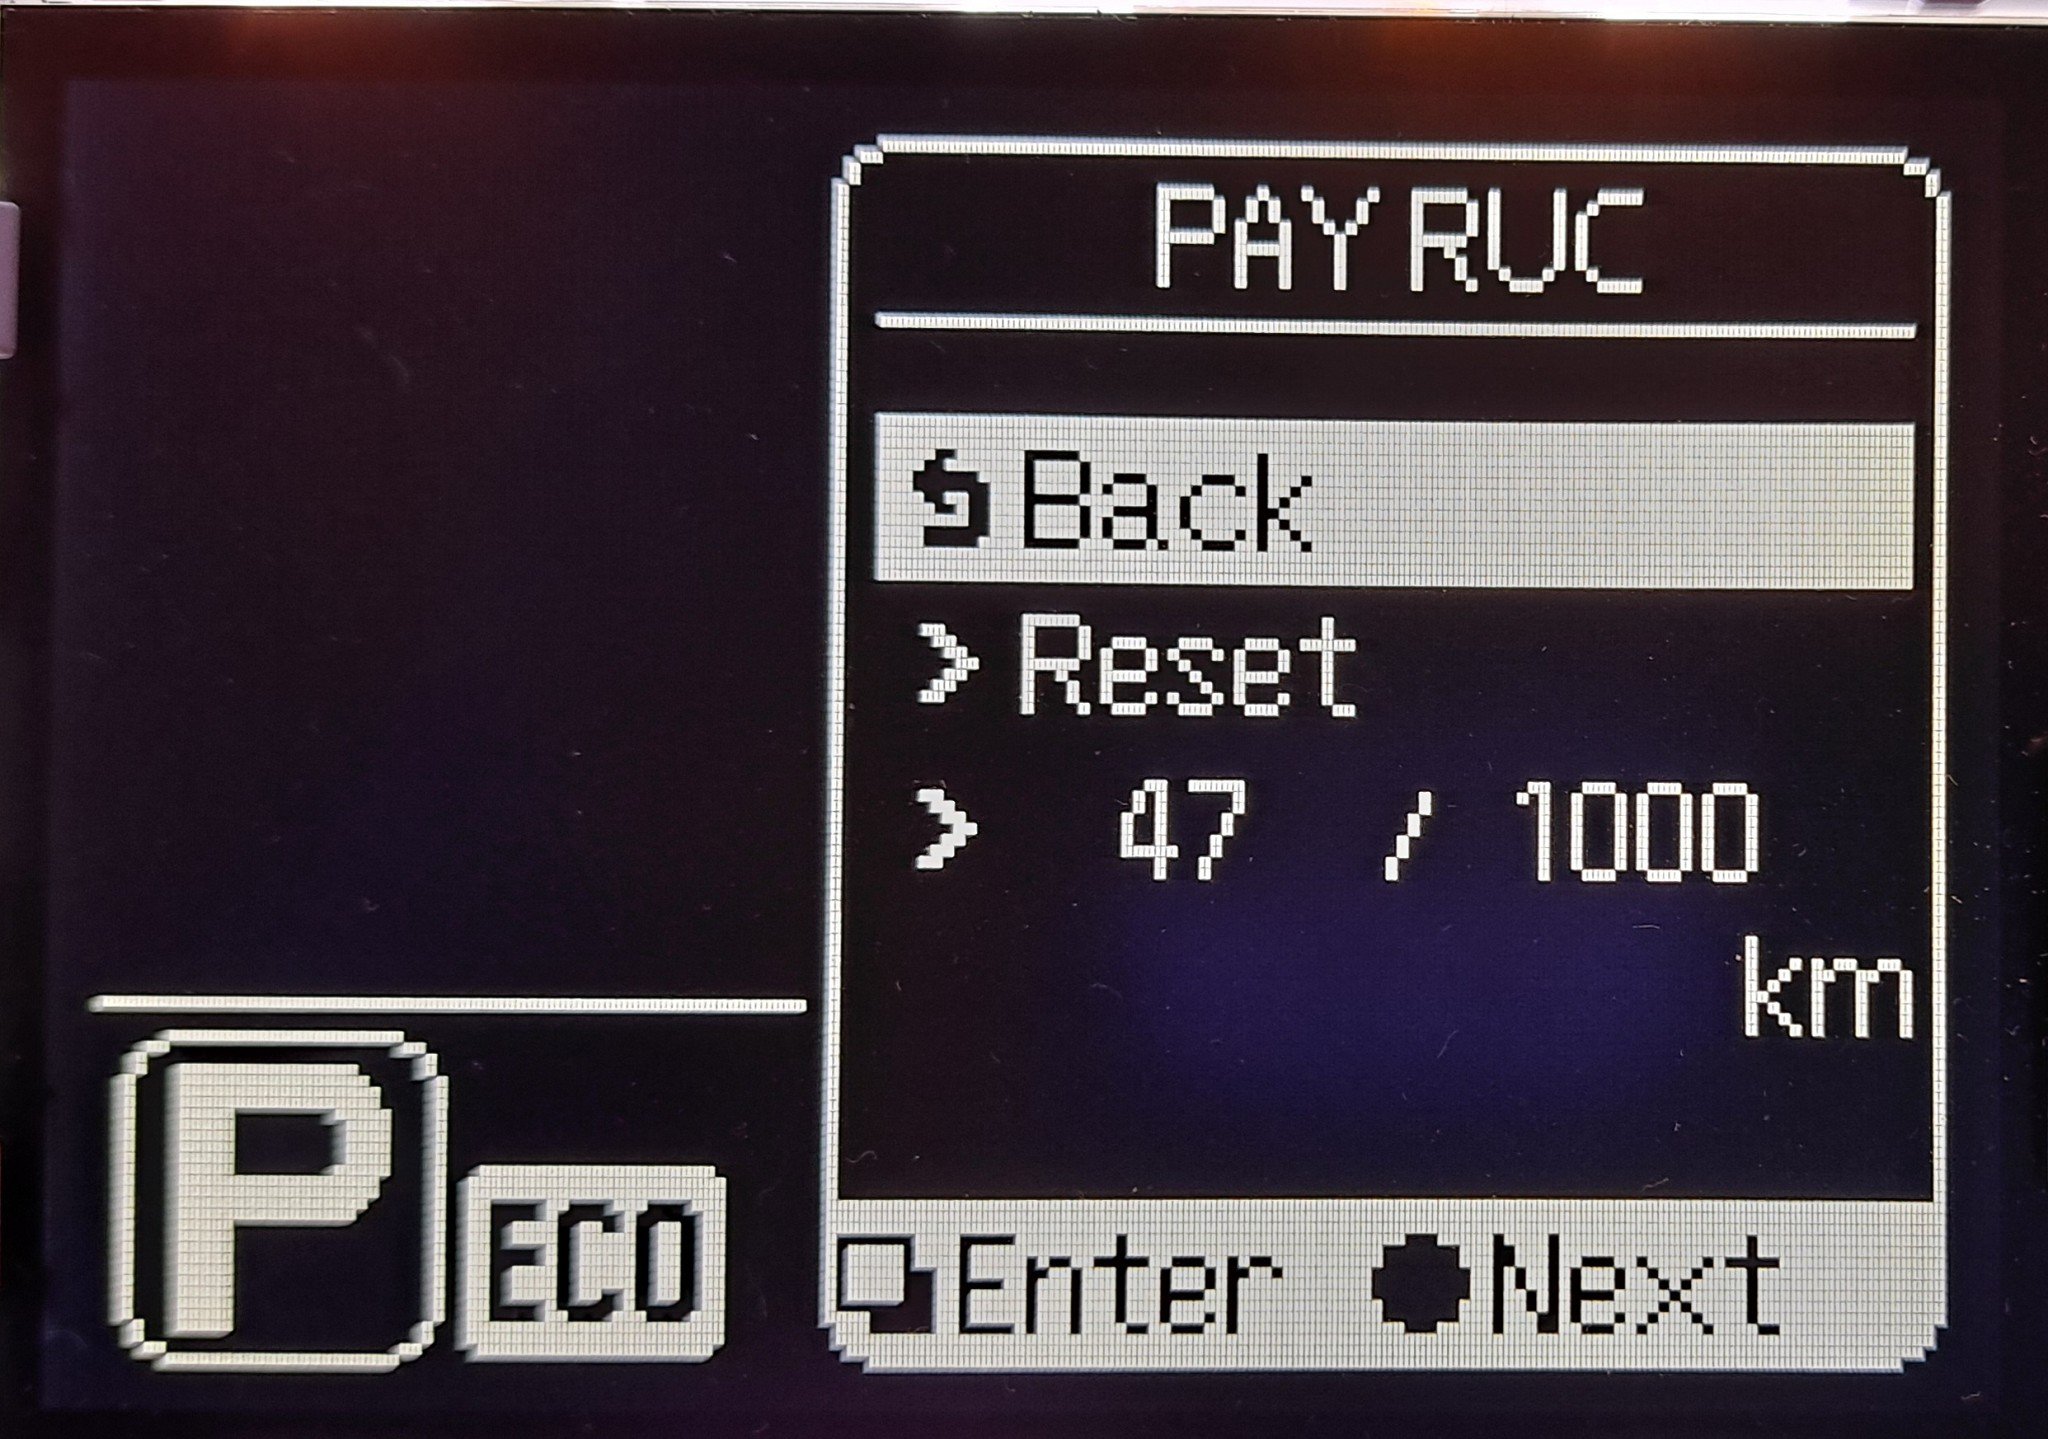 PAY RUC
Back
> Reset
> 47 / 1000
km
P ECO
Enter Next